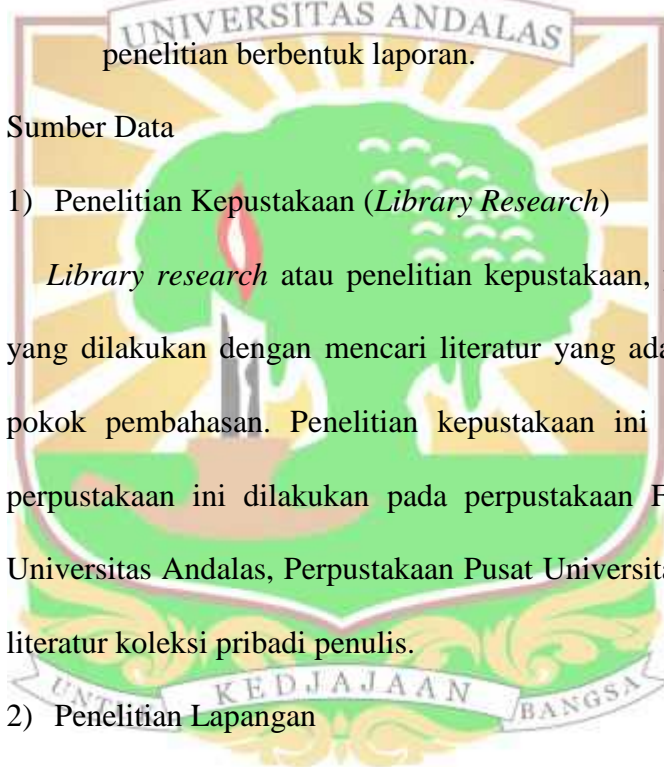 UNIVERSITAS ANDALAS
penelitian berbentuk laporan.
Sumber Data
1) Penelitian Kepustakaan (Library Research)
Library research atau penelitian kepustakaan,
yang dilakukan dengan mencari literatur yang ada
pokok pembahasan. Penelitian kepustakaan ini
perpustakaan ini dilakukan pada perpustakaan
Universitas Andalas, Perpustakaan Pusat
literatur koleksi pribadi penulis.
UNTUK KEDJAJAAN BANGSA
2) Penelitian Lapangan